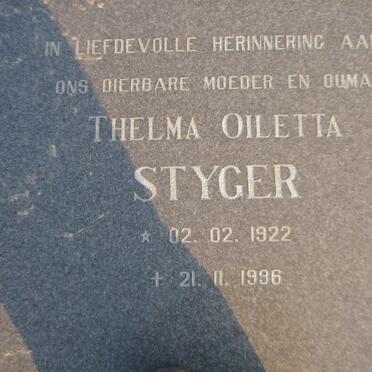 IN LIEFDEVOLLE HERINNERING AAN
ONS DIERBARE MOEDER EN OUMA
THELMA OILETTA
STYGER
* 02. 02. 1922
+ 21. 11. 1996